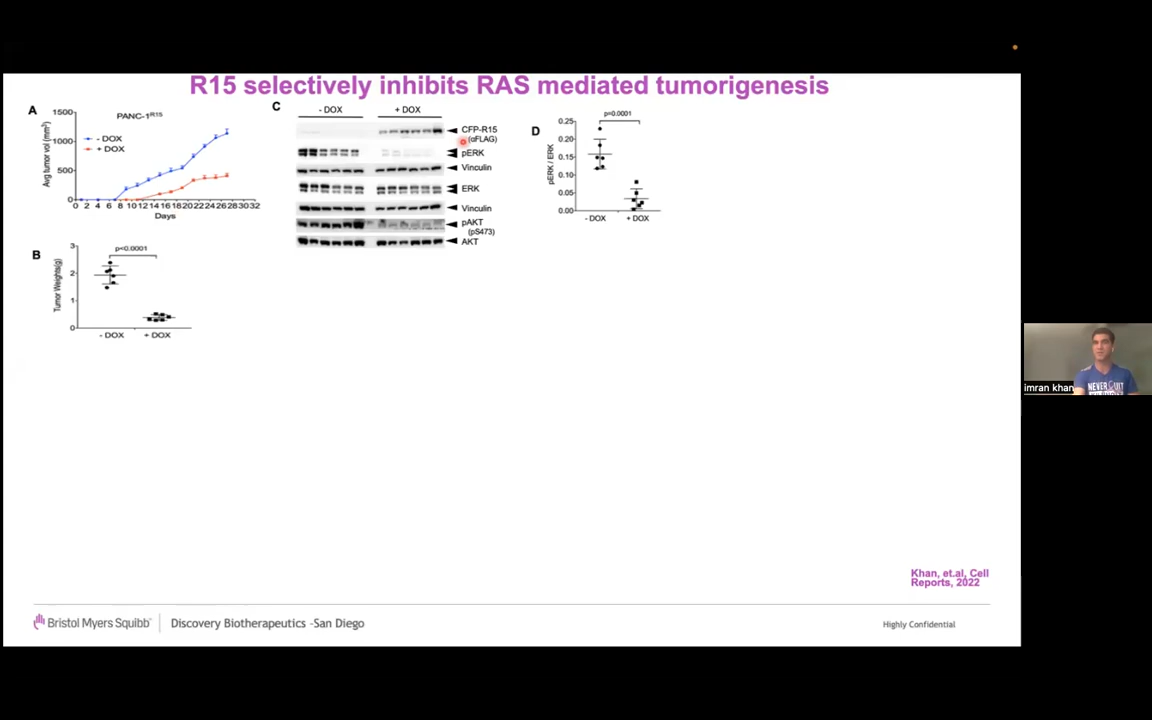 R15 selectively inhibits RAS mediated tumorigenesis
A
PANC-1R15
Avg tumor vol (mm3)
1500
1000
500
0
- DOX
+ DOX
0 2 4 6 8 10 12 14 16 18 20 22 24 26 28 30 32
Days
B
p<0.0001
Tumor Weights(g)
3
2
1
0
- DOX + DOX
C
- DOX + DOX
CFP-R15
(αFLAG)
pERK
Vinculin
ERK
Vinculin
pAKT
(pS473)
AKT
D
p=0.0001
pERK / ERK
0.25
0.20
0.15
0.10
0.05
0.00
- DOX + DOX
imran khan
NEVER QUIT
Khan, et.al, Cell
Reports, 2022
Bristol Myers Squibb
Discovery Biotherapeutics -San Diego
Highly Confidential